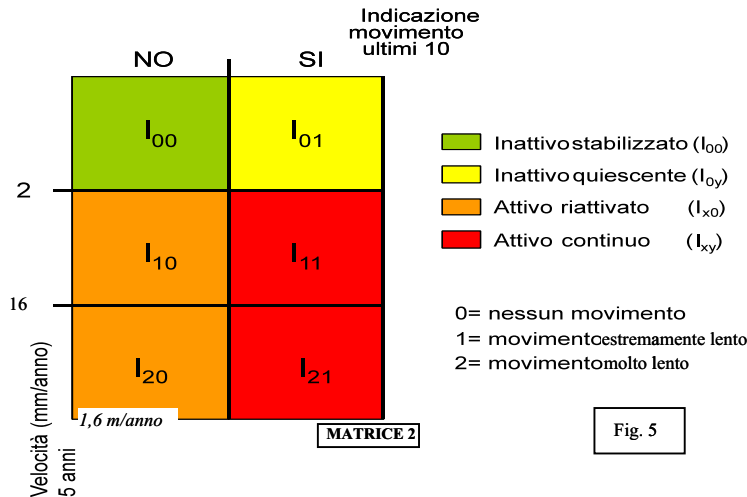 Indicazione
movimento
ultimi 10
NO SI
I00 I01
2
I10 I11
16
I20 I21
1,6 m/anno
MATRICE 2
Velocità (mm/anno)
5 anni
Inattivo stabilizzato (I00)
Inattivo quiescente (I0y)
Attivo riattivato (Ix0)
Attivo continuo (Ixy)
0= nessun movimento
1= movimento estremamente lento
2= movimento molto lento
Fig. 5